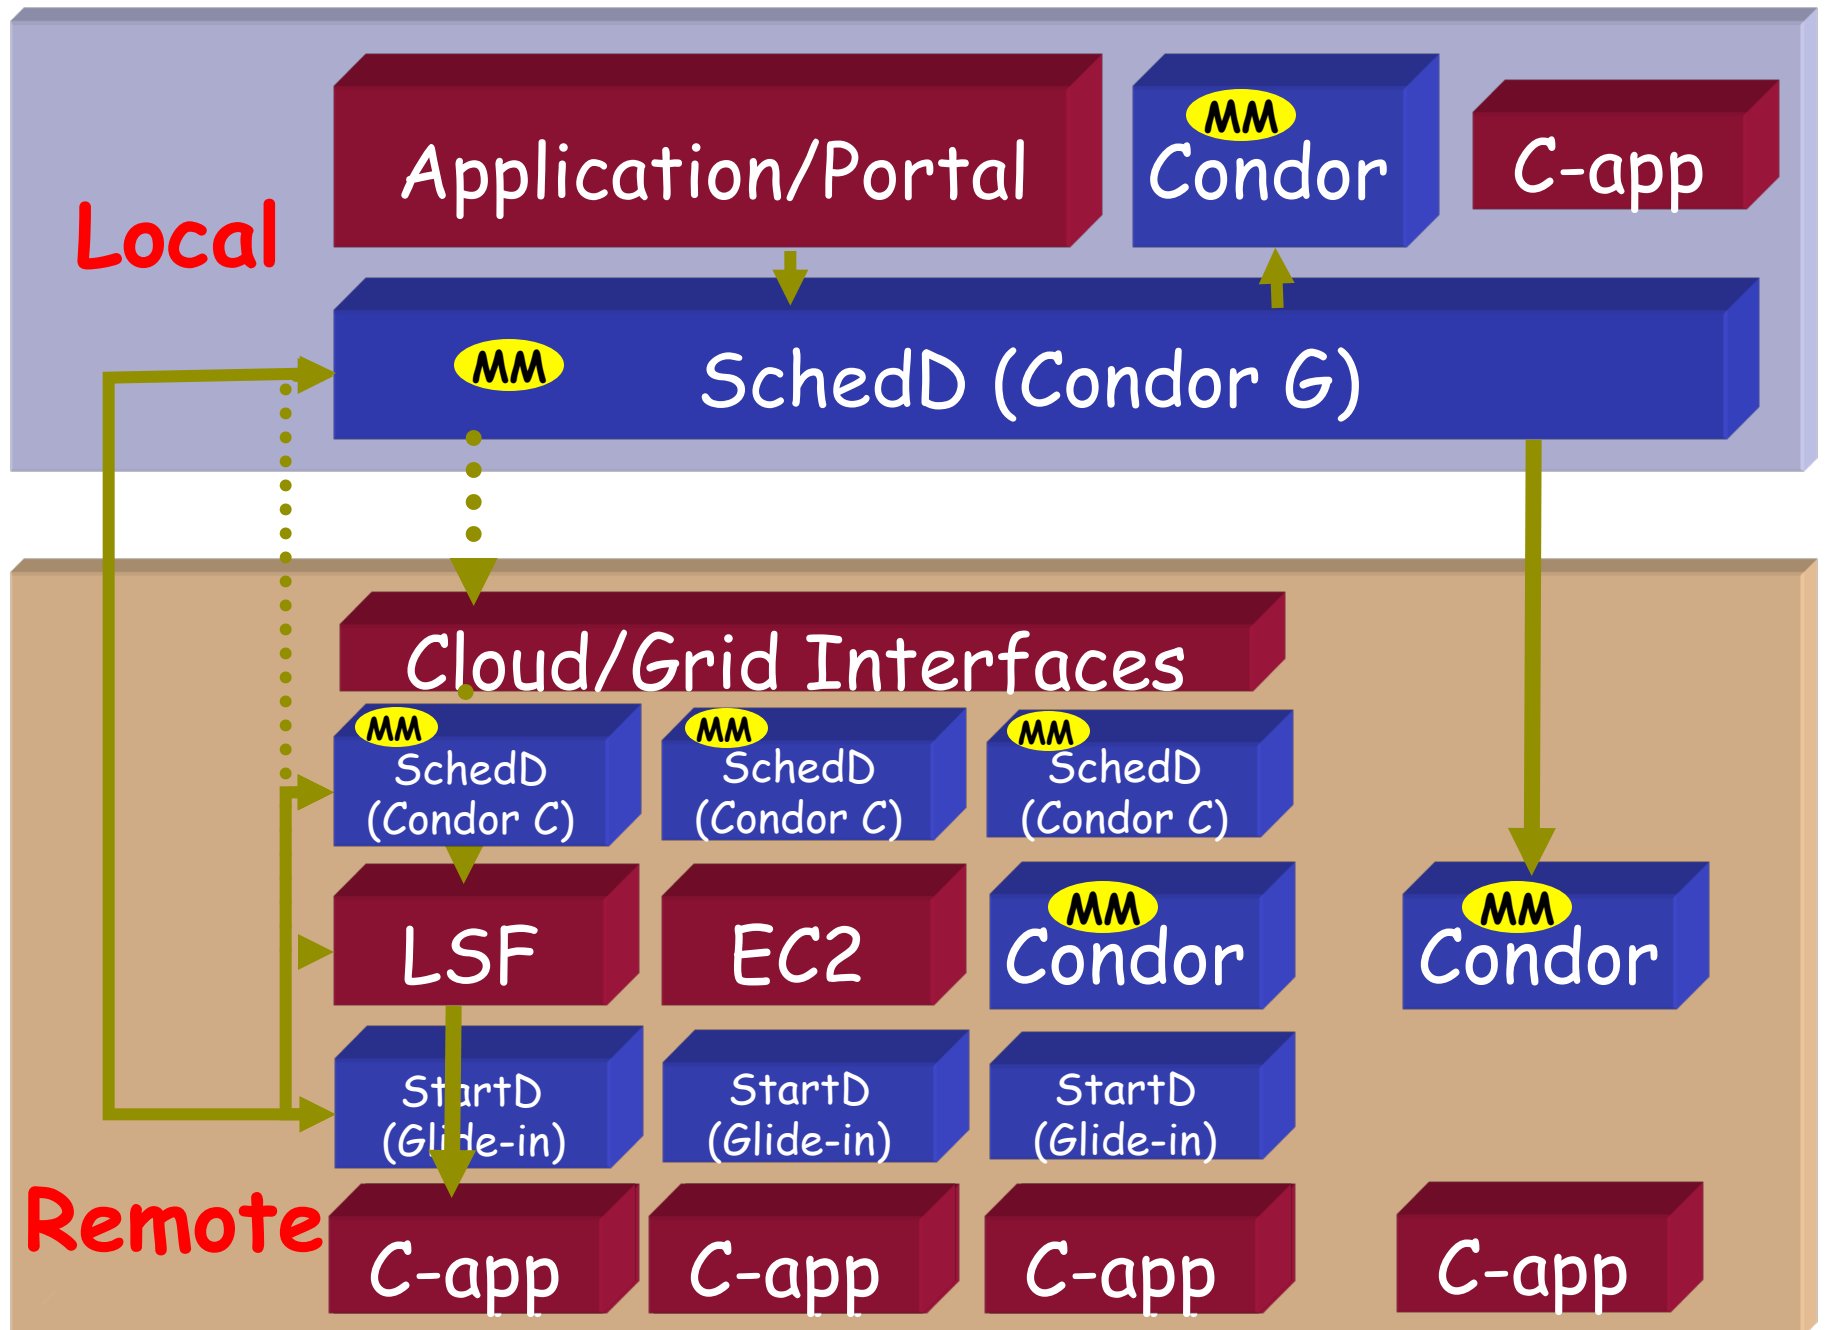 MM
Application/Portal
Condor
C-app
Local
MM
SchedD (Condor G)
Cloud/Grid Interfaces
MM
SchedD
(Condor C)
MM
SchedD
(Condor C)
MM
SchedD
(Condor C)
LSF
EC2
MM
Condor
MM
Condor
StartD
(Glide-in)
StartD
(Glide-in)
StartD
(Glide-in)
Remote
C-app
C-app
C-app
C-app